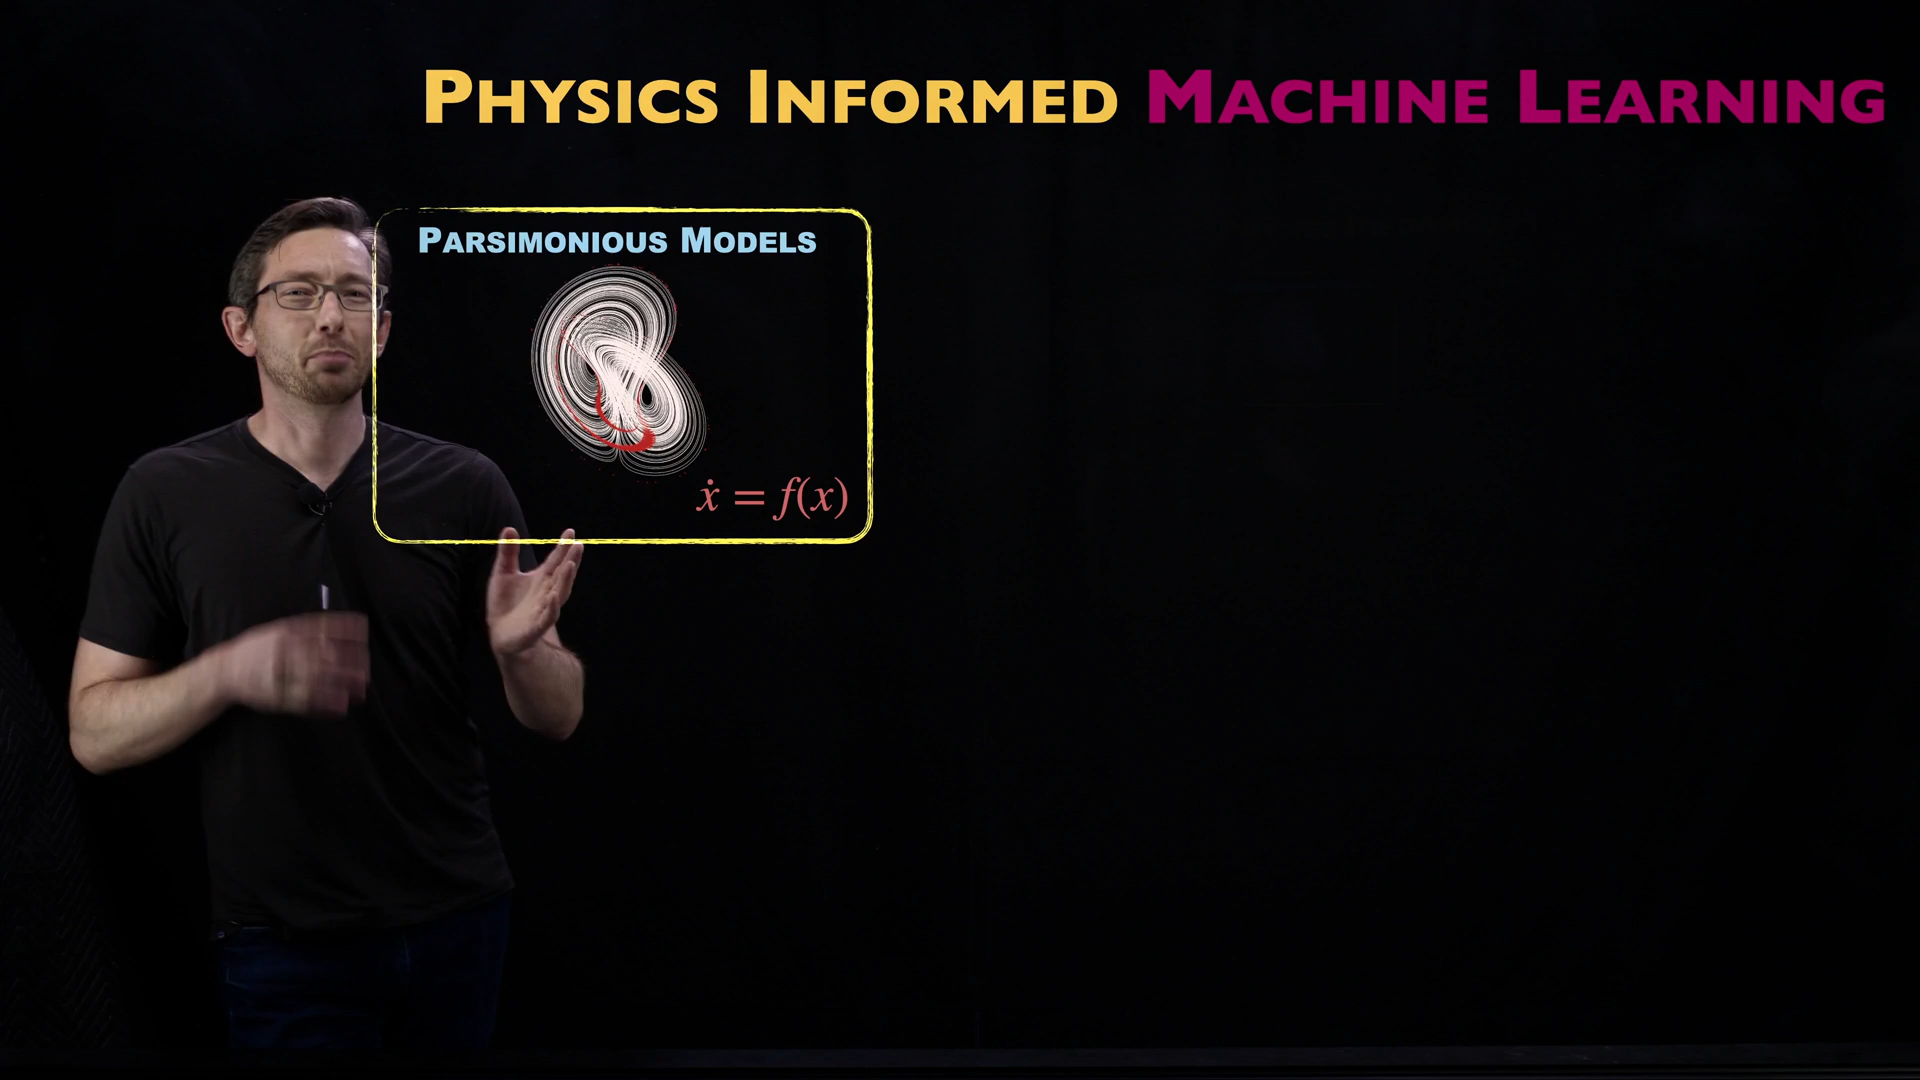 PHYSICS INFORMED MACHINE LEARNING
PARSIMONIOUS MODELS
ẋ = f(x)